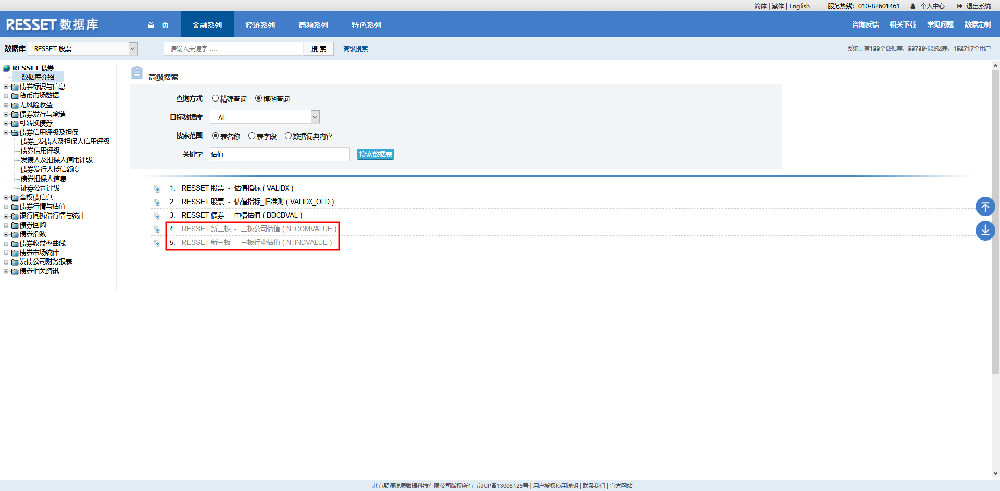 简体 | 繁体 | English 服务热线：010-82601461 个人中心 退出系统
RESSET 数据库 首 页 金融系列 经济系列 高频系列 特色系列 咨询反馈 相关下载 常见问题 数据定制
数据库 RESSET 股票 - 请输入关键字 .... 搜 索 高级搜索 系统共有133个数据库，53739张数据表，152717个用户
RESSET 债券
数据库介绍
债券标识与信息
货币市场数据
无风险收益
债券发行与承销
可转换债券
债券信用评级及担保
债券_发债人及担保人信用评级
债券信用评级
发债人及担保人信用评级
债券发行人授信额度
债券担保人信息
证券公司评级
含权债信息
债券行情与估值
银行间拆借行情与统计
债券回购
债券指数
债券收益率曲线
债券市场统计
发债公司财务报表
债券相关资讯
高级搜索
查询方式 精确查询 模糊查询
目标数据库 -- All --
搜索范围 表名称 表字段 数据词典内容
关键字 估值 搜索数据表
1. RESSET 股票 - 估值指标 ( VALIDX )
2. RESSET 股票 - 估值指标_旧准则 ( VALIDX_OLD )
3. RESSET 债券 - 中债估值 ( BDCBVAL )
4. RESSET 新三板 - 三板公司估值 ( NTCOMVALUE )
5. RESSET 新三板 - 三板行业估值 ( NTINDVALUE )
北京聚源锐思数据科技有限公司版权所有 京ICP备13008128号 | 用户授权使用说明 | 联系我们 | 官方网站